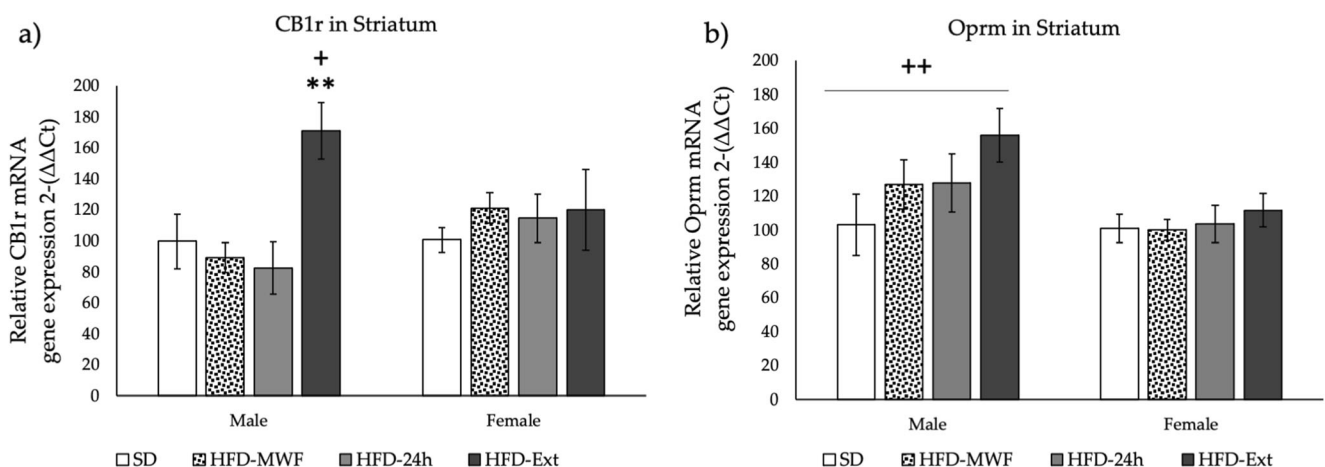 a)
CB1r in Striatum
+
**
Relative CB1r mRNA
gene expression 2-(ΔΔCt)
200
180
160
140
120
100
80
60
40
20
0
Male
Female
SD
HFD-MWF
HFD-24h
HFD-Ext
b)
Oprm in Striatum
++
Relative Oprm mRNA
gene expression 2-(ΔΔCt)
200
180
160
140
120
100
80
60
40
20
0
Male
Female
SD
HFD-MWF
HFD-24h
HFD-Ext